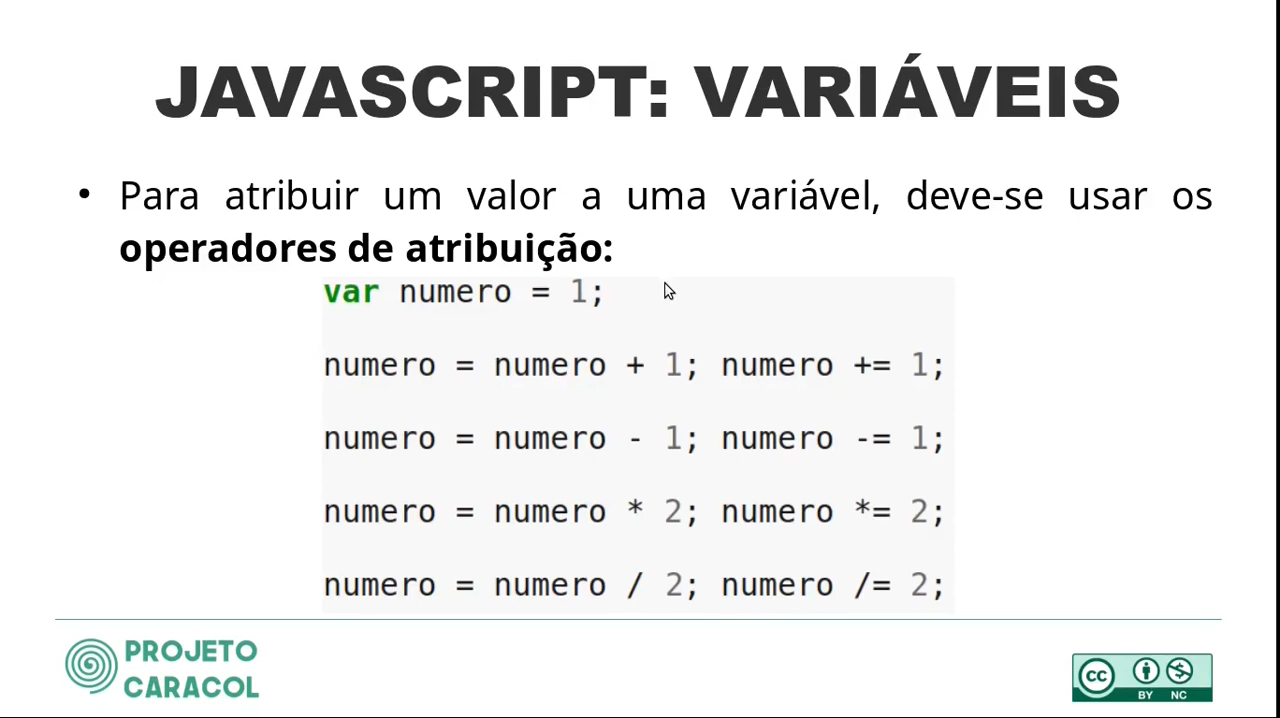 JAVASCRIPT: VARIÁVEIS
• Para atribuir um valor a uma variável, deve-se usar os
operadores de atribuição:
var numero = 1;
numero = numero + 1; numero += 1;
numero = numero - 1; numero -= 1;
numero = numero * 2; numero *= 2;
numero = numero / 2; numero /= 2;
PROJETO
CARACOL
CC
BY NC